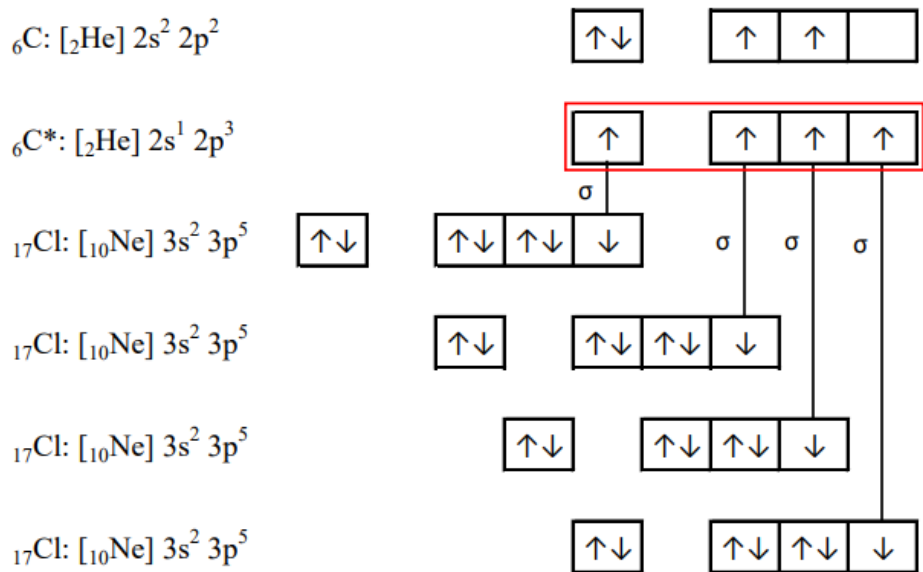 ₆C: [₂He] 2s² 2p² ↑↓ ↑ ↑
₆C*: [₂He] 2s¹ 2p³ ↑ ↑ ↑ ↑
σ
₁₇Cl: [₁₀Ne] 3s² 3p⁵ ↑↓ ↑↓ ↑↓ ↓ σ σ σ
₁₇Cl: [₁₀Ne] 3s² 3p⁵ ↑↓ ↑↓ ↑↓ ↓
₁₇Cl: [₁₀Ne] 3s² 3p⁵ ↑↓ ↑↓ ↑↓ ↓
₁₇Cl: [₁₀Ne] 3s² 3p⁵ ↑↓ ↑↓ ↑↓ ↓